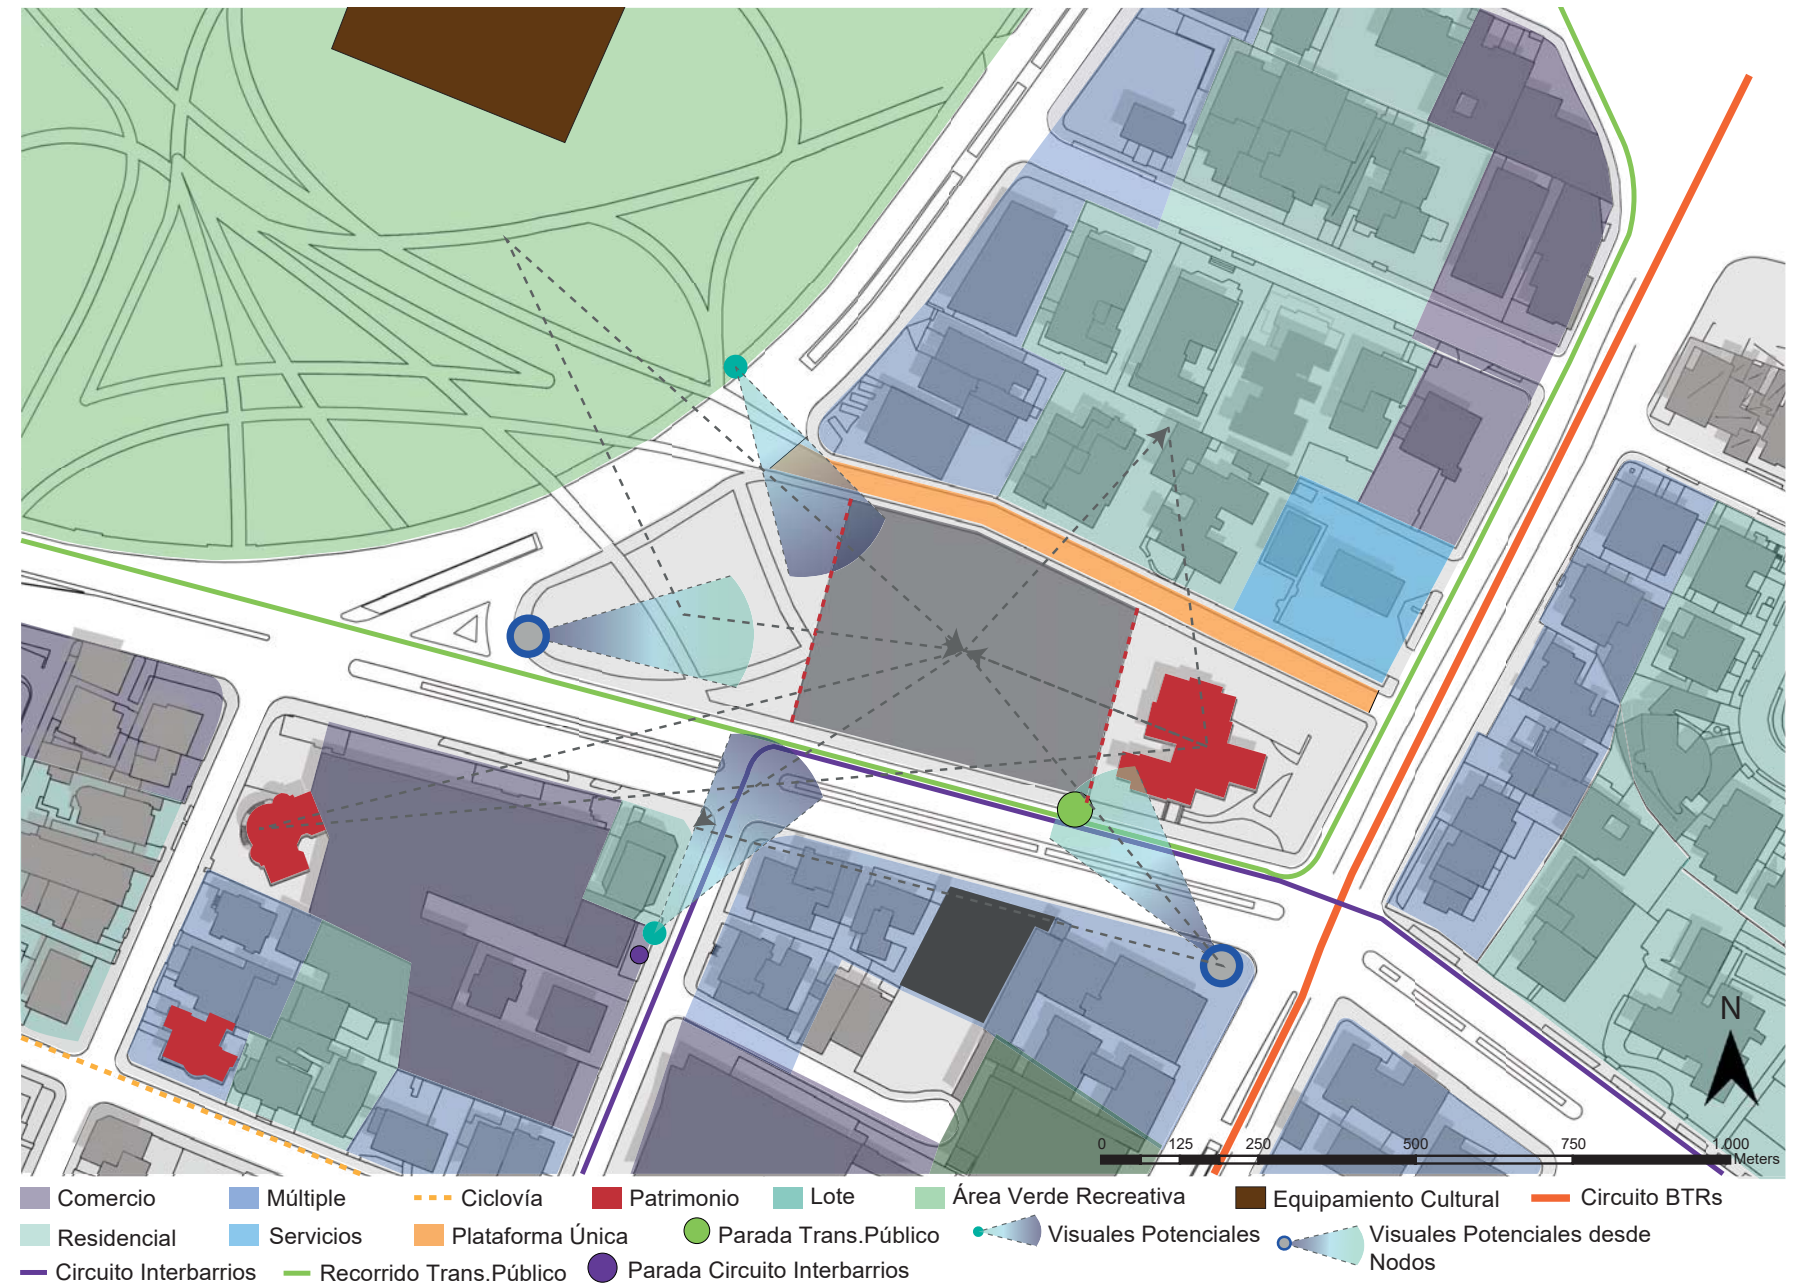 N
0 125 250 500 750 1.000
Meters
Comercio Múltiple Ciclovía Patrimonio Lote Área Verde Recreativa Equipamiento Cultural Circuito BTRs
Residencial Servicios Plataforma Única Parada Trans.Público Visuales Potenciales Visuales Potenciales desde
Nodos
Circuito Interbarrios Recorrido Trans.Público Parada Circuito Interbarrios